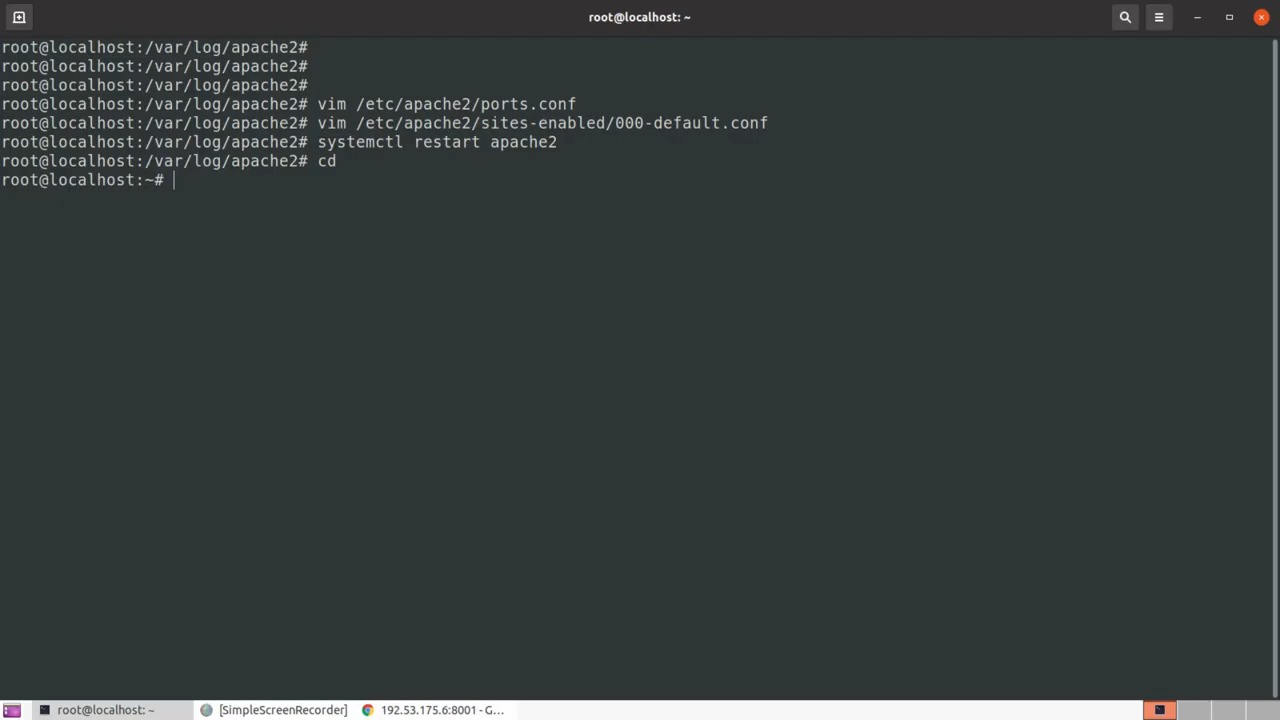 root@localhost: ~
root@localhost:/var/log/apache2#
root@localhost:/var/log/apache2#
root@localhost:/var/log/apache2#
root@localhost:/var/log/apache2# vim /etc/apache2/ports.conf
root@localhost:/var/log/apache2# vim /etc/apache2/sites-enabled/000-default.conf
root@localhost:/var/log/apache2# systemctl restart apache2
root@localhost:/var/log/apache2# cd
root@localhost:~#
root@localhost: ~ [SimpleScreenRecorder] 192.53.175.6:8001 - G...